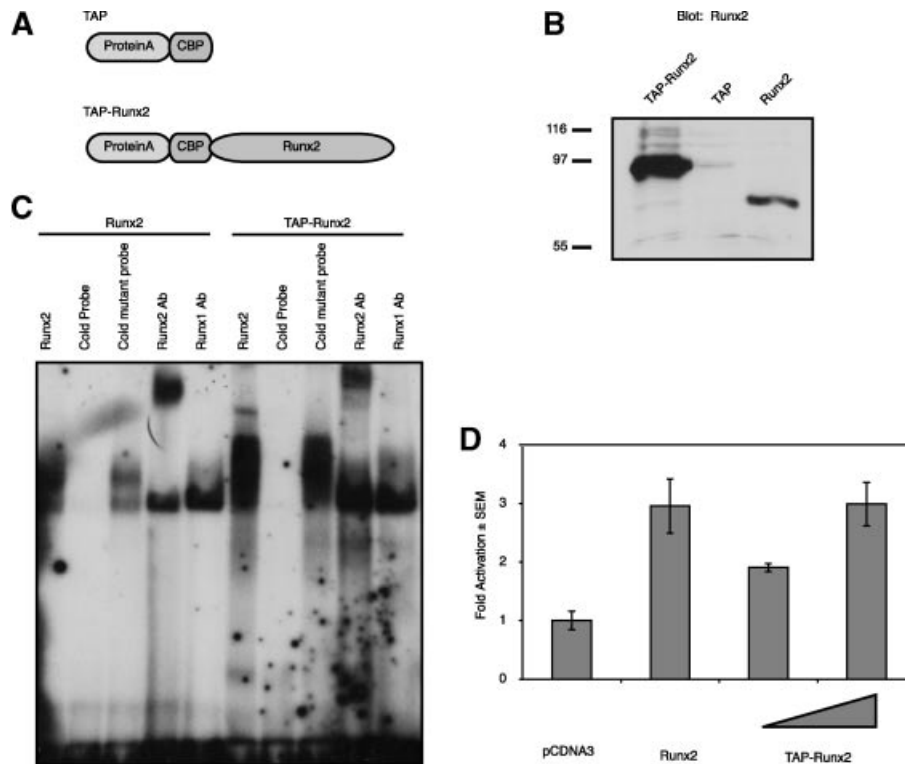 A
TAP
ProteinA CBP
TAP-Runx2
ProteinA CBP Runx2
B
Blot: Runx2
TAP-Runx2 TAP Runx2
116
97
55
C
Runx2 TAP-Runx2
Runx2 Cold Probe Cold mutant probe Runx2 Ab Runx1 Ab Runx2 Cold Probe Cold mutant probe Runx2 Ab Runx1 Ab
D
Fold Activation ± SEM
4
3
2
1
0
pCDNA3 Runx2 TAP-Runx2